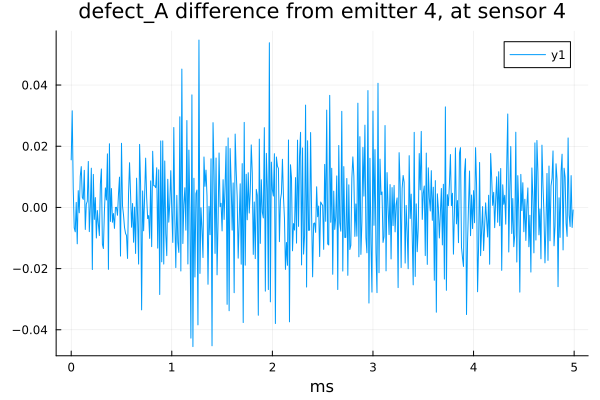 defect_A difference from emitter 4, at sensor 4
y1
0.04
0.02
0.00
−0.02
−0.04
0 1 2 3 4 5
ms